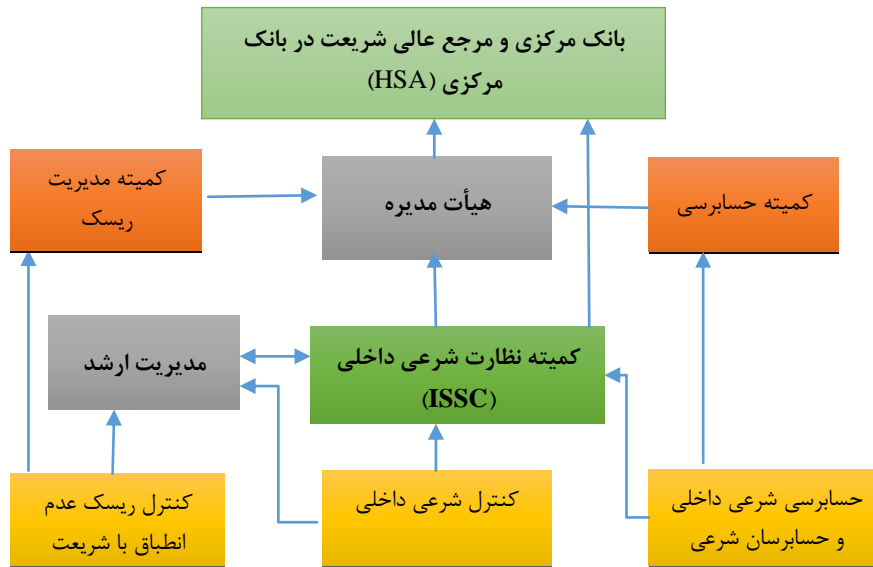 بانک مرکزی و مرجع عالی شریعت در بانک
مرکزی (HSA)
کمیته مدیریت
ریسک
هیأت مدیره
کمیته حسابرسی
مدیریت ارشد
کمیته نظارت شرعی داخلی
(ISSC)
کنترل ریسک عدم
انطباق با شریعت
کنترل شرعی داخلی
حسابرسی شرعی داخلی
و حسابرسان شرعی